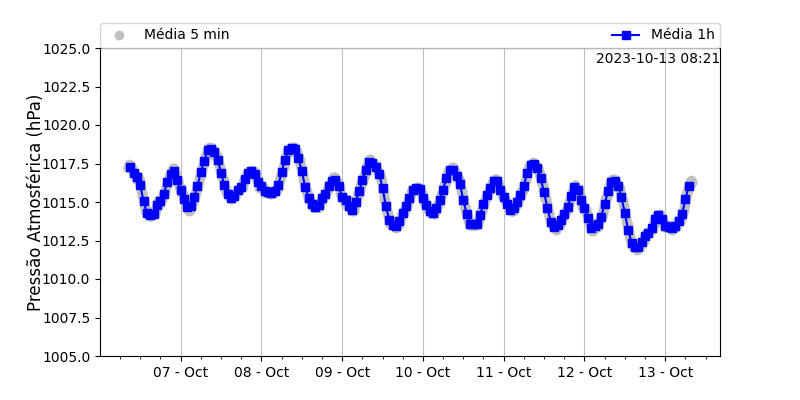 Média 5 min
Média 1h
2023-10-13 08:21
Pressão Atmosférica (hPa)
1025.0
1022.5
1020.0
1017.5
1015.0
1012.5
1010.0
1007.5
1005.0
07 - Oct
08 - Oct
09 - Oct
10 - Oct
11 - Oct
12 - Oct
13 - Oct